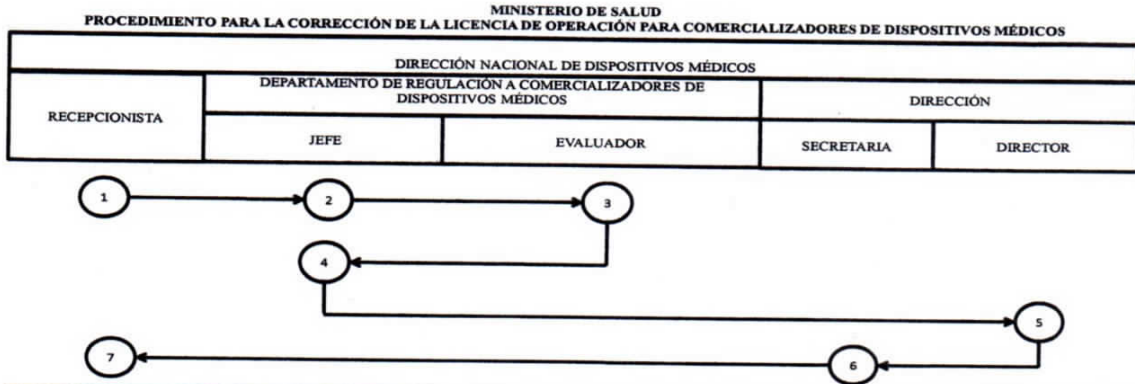 MINISTERIO DE SALUD
PROCEDIMIENTO PARA LA CORRECCIÓN DE LA LICENCIA DE OPERACIÓN PARA COMERCIALIZADORES DE DISPOSITIVOS MÉDICOS
DIRECCIÓN NACIONAL DE DISPOSITIVOS MÉDICOS
RECEPCIONISTA
DEPARTAMENTO DE REGULACIÓN A COMERCIALIZADORES DE
DISPOSITIVOS MÉDICOS
DIRECCIÓN
JEFE
EVALUADOR
SECRETARIA
DIRECTOR
1
2
3
4
5
7
6